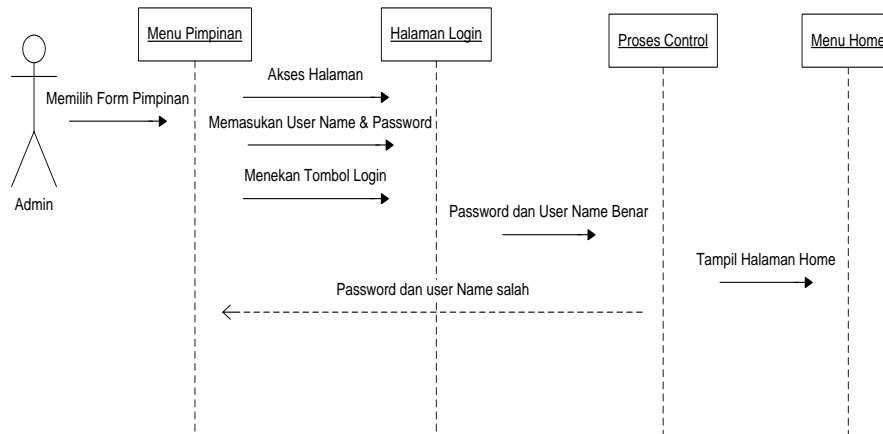 Menu Pimpinan
Halaman Login
Proses Control
Menu Home
Akses Halaman
Memilih Form Pimpinan
Memasukan User Name & Password
Menekan Tombol Login
Admin
Password dan User Name Benar
Tampil Halaman Home
Password dan user Name salah